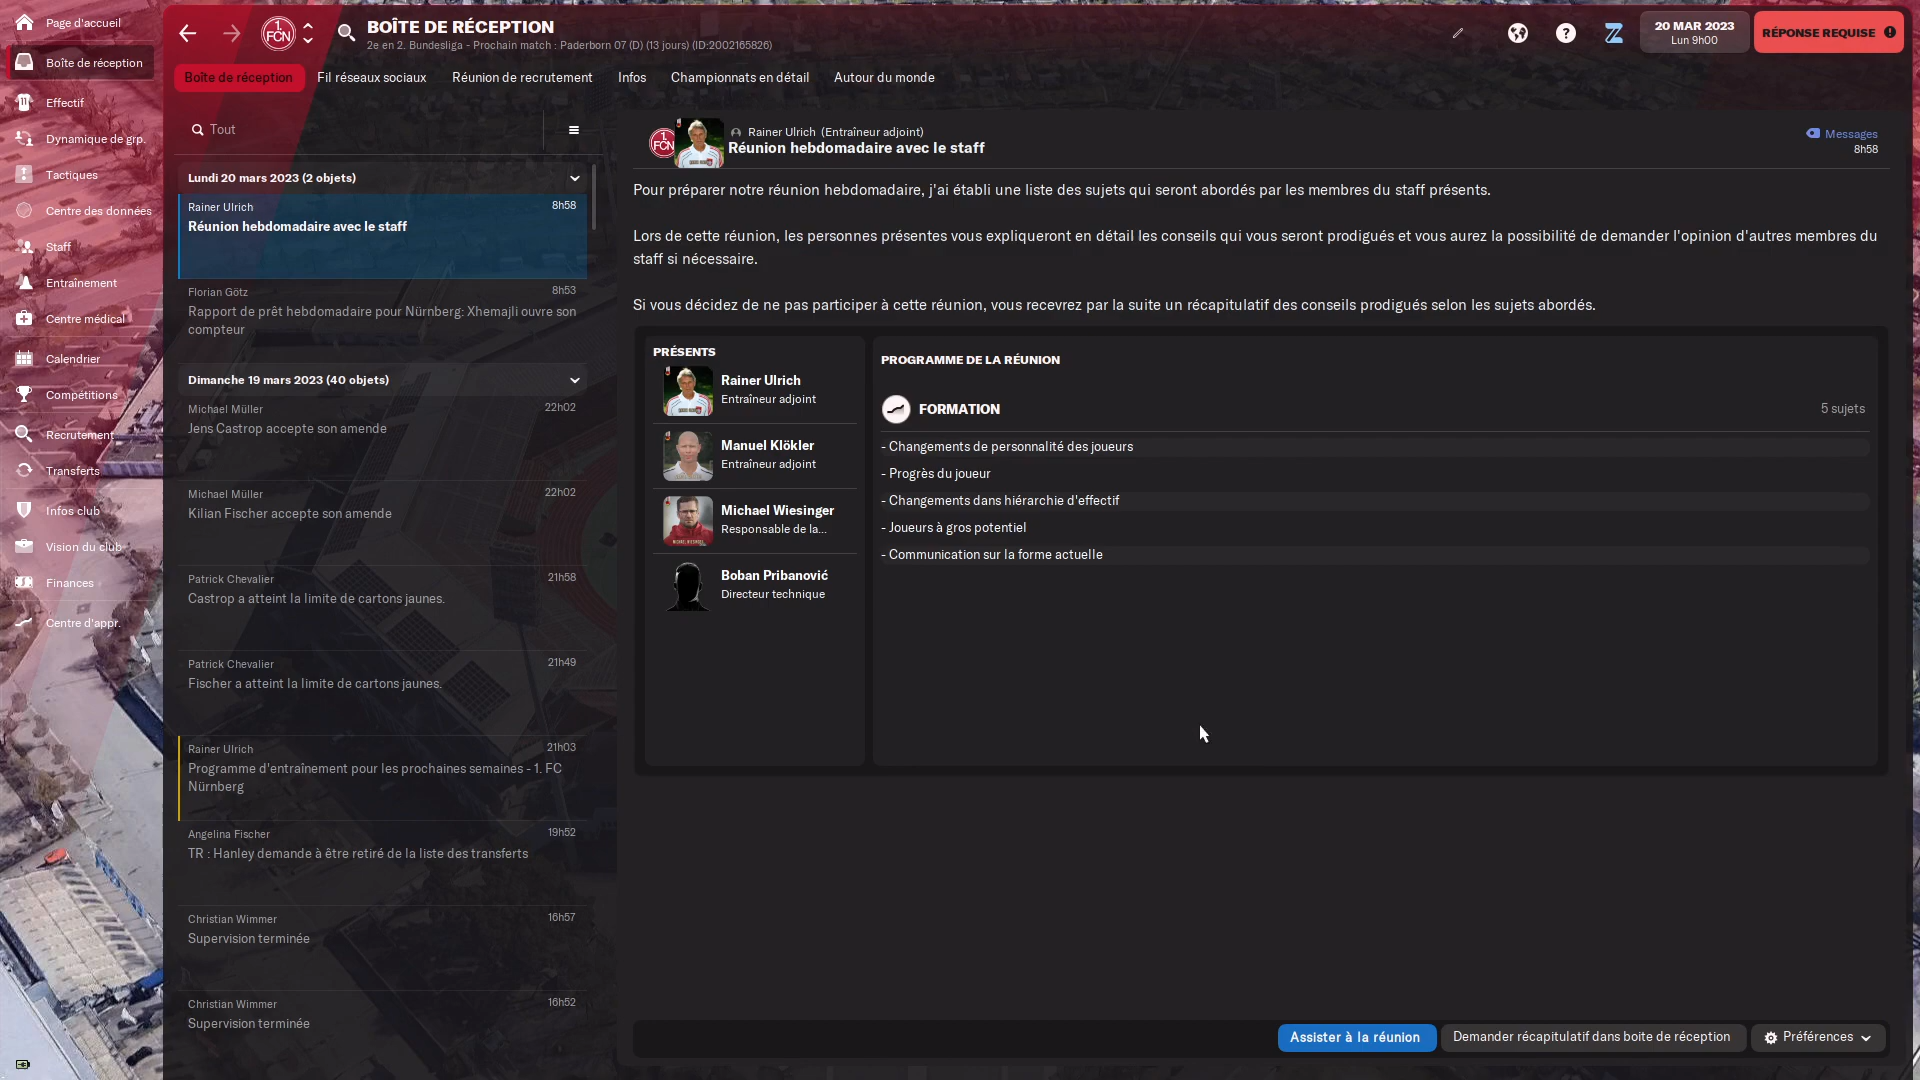 Page d'accueil
Boîte de réception
Effectif
Dynamique de grp.
Tactiques
Centre des données
Staff
Entraînement
Centre médical
Calendrier
Compétitions
Recrutement
Transferts
Infos club
Vision du club
Finances
Centre d'appr.
1. FCN
BOÎTE DE RÉCEPTION
2e en 2. Bundesliga - Prochain match : Paderborn 07 (D) (13 jours) (ID:2002165826)
20 MAR 2023
Lun 9h00
RÉPONSE REQUISE
Boîte de réception
Fil réseaux sociaux
Réunion de recrutement
Infos
Championnats en détail
Autour du monde
Tout
Lundi 20 mars 2023 (2 objets)
Rainer Ulrich 8h58
Réunion hebdomadaire avec le staff
Florian Götz 8h53
Rapport de prêt hebdomadaire pour Nürnberg: Xhemajli ouvre son
compteur
Dimanche 19 mars 2023 (40 objets)
Michael Müller 22h02
Jens Castrop accepte son amende
Michael Müller 22h02
Kilian Fischer accepte son amende
Patrick Chevalier 21h58
Castrop a atteint la limite de cartons jaunes.
Patrick Chevalier 21h49
Fischer a atteint la limite de cartons jaunes.
Rainer Ulrich 21h03
Programme d'entraînement pour les prochaines semaines - 1. FC
Nürnberg
Angelina Fischer 19h52
TR : Hanley demande à être retiré de la liste des transferts
Christian Wimmer 16h57
Supervision terminée
Christian Wimmer 16h52
Supervision terminée
1. FCN
Rainer Ulrich (Entraîneur adjoint)
Réunion hebdomadaire avec le staff
Messages
8h58
Pour préparer notre réunion hebdomadaire, j'ai établi une liste des sujets qui seront abordés par les membres du staff présents.
Lors de cette réunion, les personnes présentes vous expliqueront en détail les conseils qui vous seront prodigués et vous aurez la possibilité de demander l'opinion d'autres membres du
staff si nécessaire.
Si vous décidez de ne pas participer à cette réunion, vous recevrez par la suite un récapitulatif des conseils prodigués selon les sujets abordés.
PRÉSENTS
Rainer Ulrich
Entraîneur adjoint
Manuel Klökler
Entraîneur adjoint
Michael Wiesinger
Responsable de la...
Boban Pribanović
Directeur technique
PROGRAMME DE LA RÉUNION
FORMATION 5 sujets
- Changements de personnalité des joueurs
- Progrès du joueur
- Changements dans hiérarchie d'effectif
- Joueurs à gros potentiel
- Communication sur la forme actuelle
Assister à la réunion
Demander récapitulatif dans boite de réception
Préférences